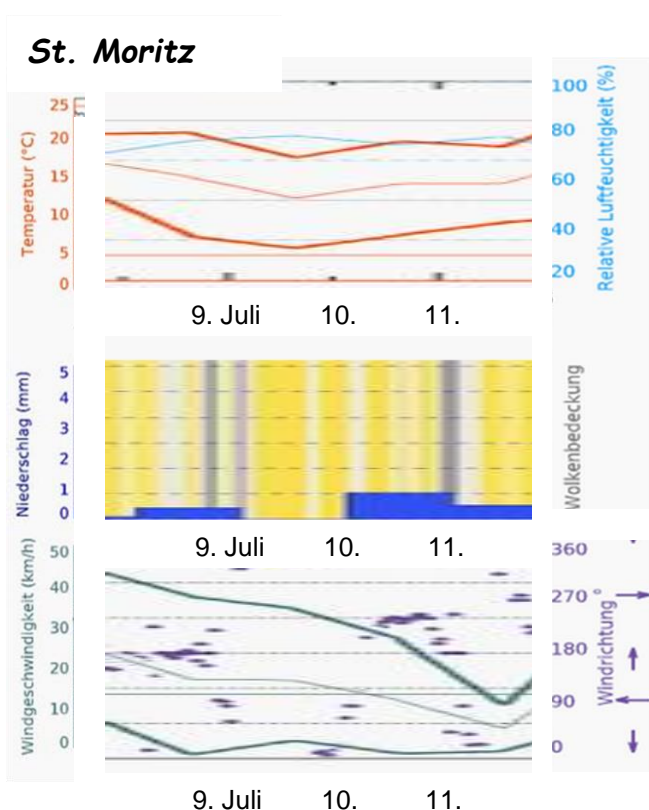 St. Moritz
Temperatur (°C)
25
20
15
10
5
0
100
80
60
40
20
Relative Luftfeuchtigkeit (%)
9. Juli 10. 11.
Niederschlag (mm)
5
4
3
2
1
0
Wolkenbedeckung
9. Juli 10. 11.
Windgeschwindigkeit (km/h)
50
40
30
20
10
0
360
270
180
90
0
Windrichtung °
9. Juli 10. 11.